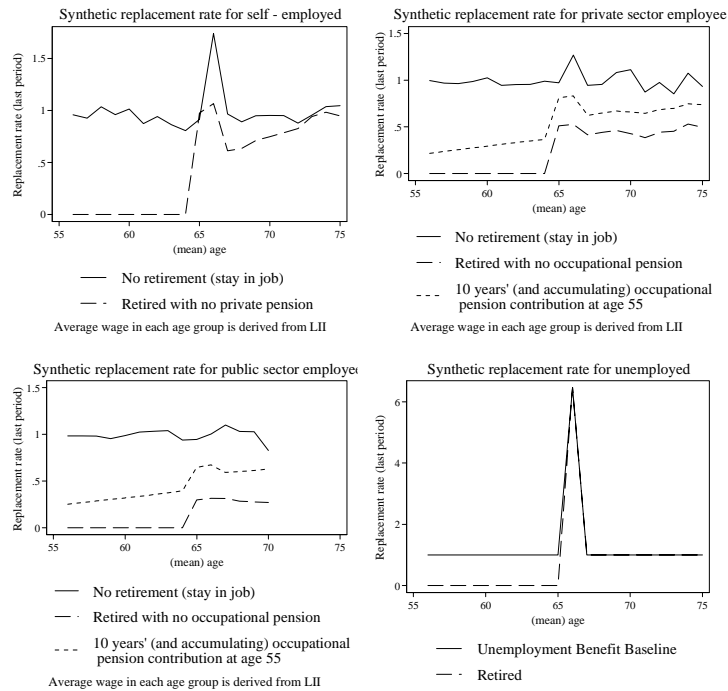 Synthetic replacement rate for self - employed
Replacement rate (last period)
1.5
1
.5
0
55 60 65 70 75
(mean) age
No retirement (stay in job)
Retired with no private pension
Average wage in each age group is derived from LII
Synthetic replacement rate for private sector employee
Replacement rate (last period)
1.5
1
.5
0
55 60 65 70 75
(mean) age
No retirement (stay in job)
Retired with no occupational pension
10 years' (and accumulating) occupational
pension contribution at age 55
Average wage in each age group is derived from LII
Synthetic replacement rate for public sector employee
Replacement rate (last period)
1.5
1
.5
0
55 60 65 70 75
(mean) age
No retirement (stay in job)
Retired with no occupational pension
10 years' (and accumulating) occupational
pension contribution at age 55
Average wage in each age group is derived from LII
Synthetic replacement rate for unemployed
Replacement rate (last period)
6
4
2
0
55 60 65 70 75
(mean) age
Unemployment Benefit Baseline
Retired